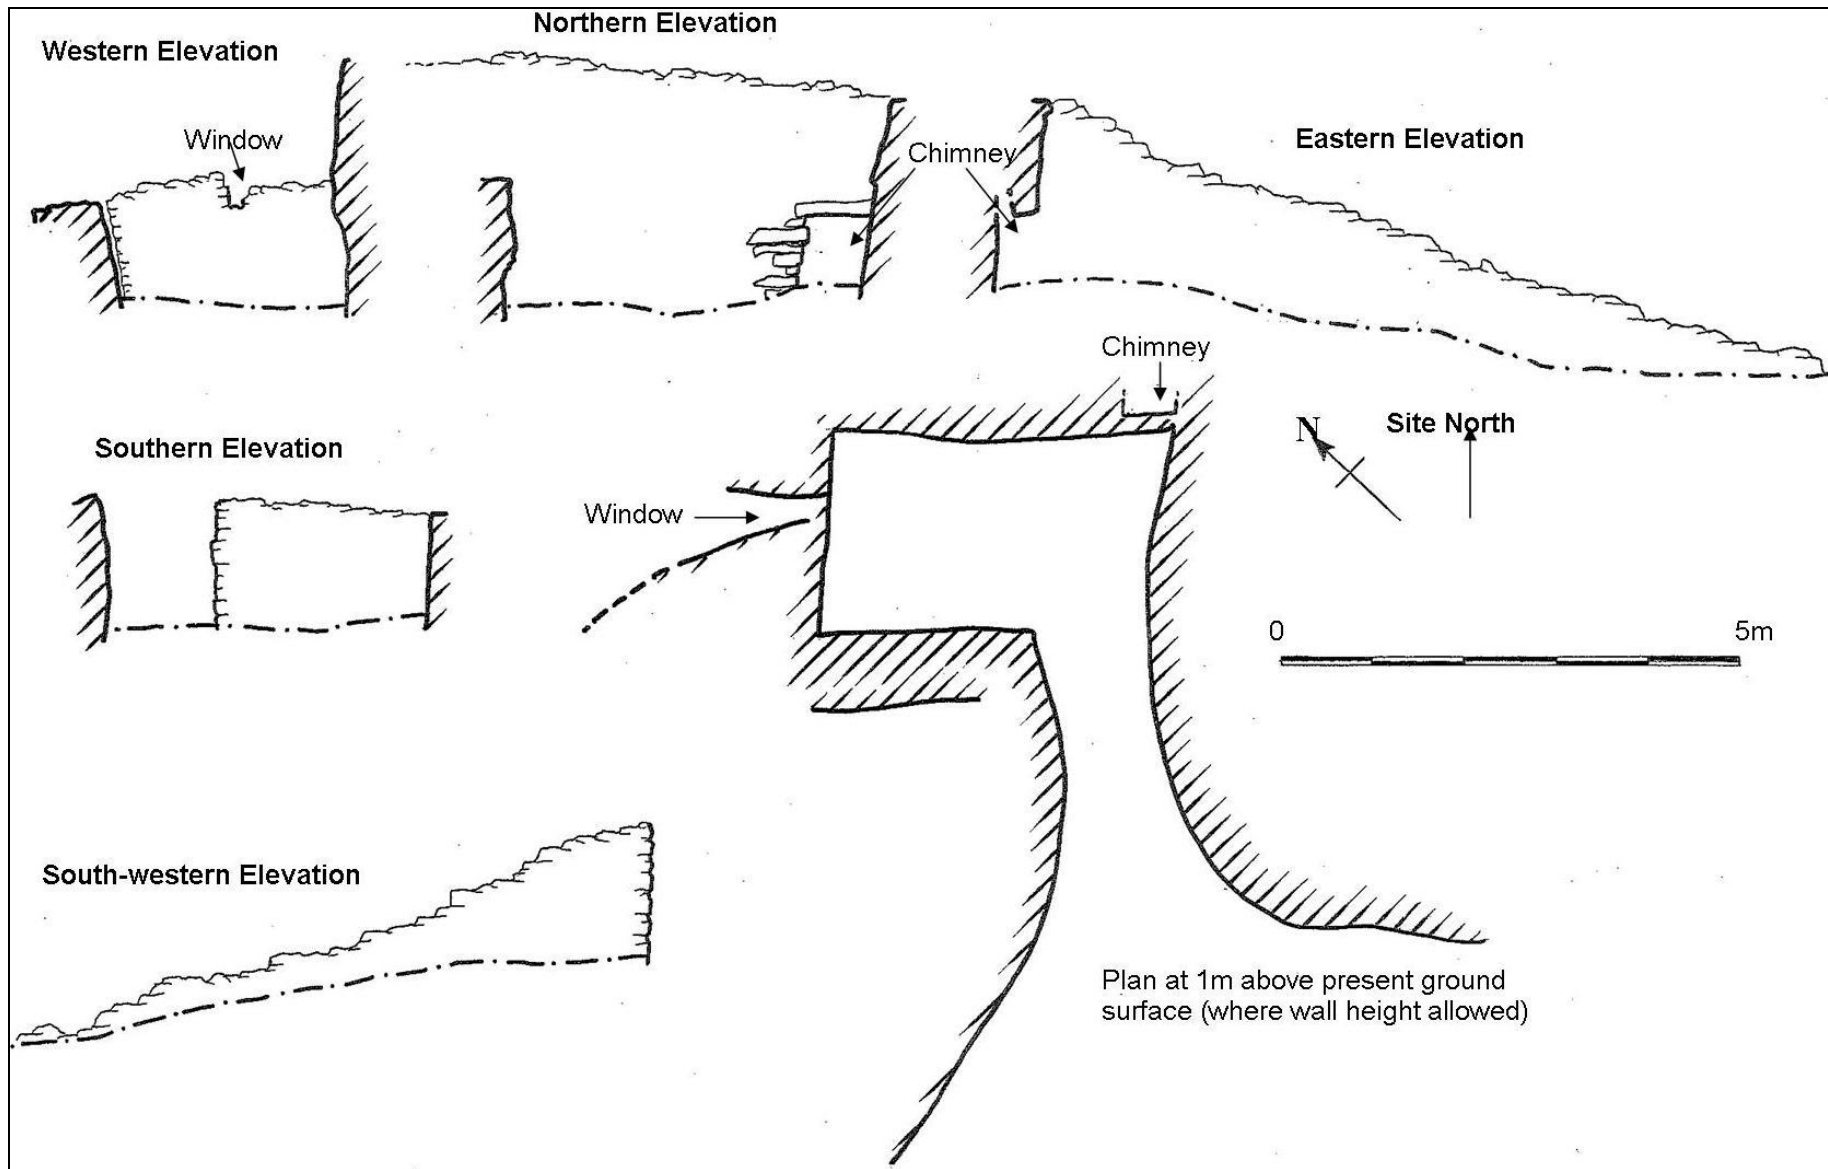 Northern Elevation
Western Elevation
Window
Chimney
Eastern Elevation
Chimney
N
Site North
Southern Elevation
Window
0 5m
South-western Elevation
Plan at 1m above present ground
surface (where wall height allowed)